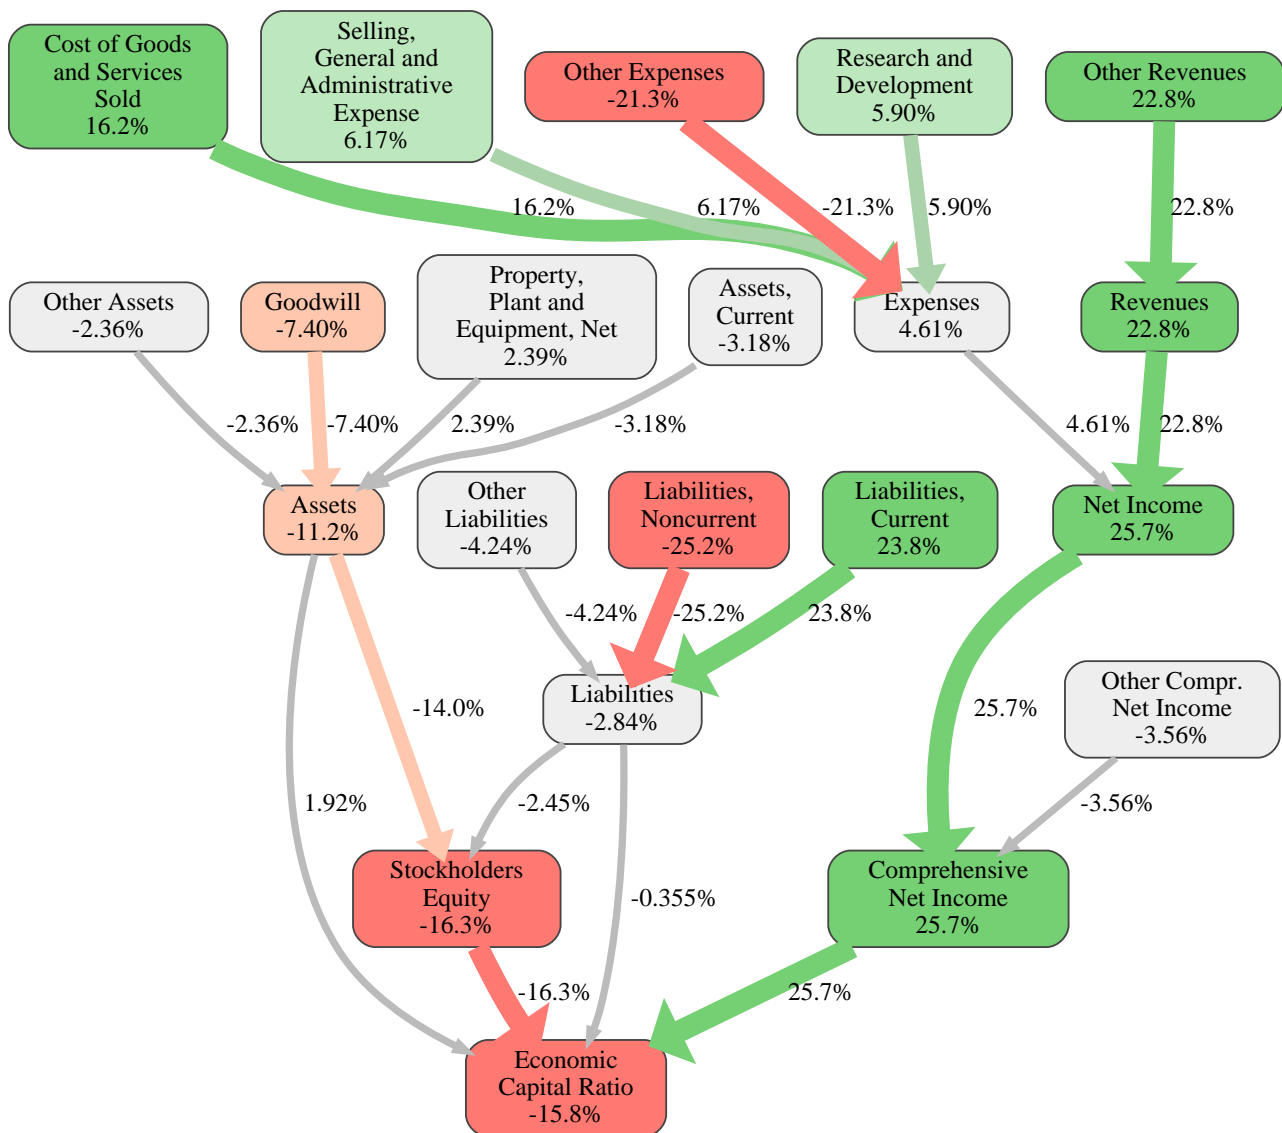 Cost of Goods
and Services
Sold
16.2%
Selling,
General and
Administrative
Expense
6.17%
Other Expenses
-21.3%
Research and
Development
5.90%
Other Revenues
22.8%
16.2%
6.17%
-21.3%
5.90%
22.8%
Other Assets
-2.36%
Goodwill
-7.40%
Property,
Plant and
Equipment, Net
2.39%
Assets,
Current
-3.18%
Expenses
4.61%
Revenues
22.8%
-2.36%
-7.40%
2.39%
-3.18%
4.61%
22.8%
Assets
-11.2%
Other
Liabilities
-4.24%
Liabilities,
Noncurrent
-25.2%
Liabilities,
Current
23.8%
Net Income
25.7%
-4.24%
-25.2%
23.8%
Liabilities
-2.84%
Other Compr.
Net Income
-3.56%
-14.0%
25.7%
1.92%
-2.45%
-3.56%
Stockholders
Equity
-16.3%
-0.355%
Comprehensive
Net Income
25.7%
-16.3%
25.7%
Economic
Capital Ratio
-15.8%